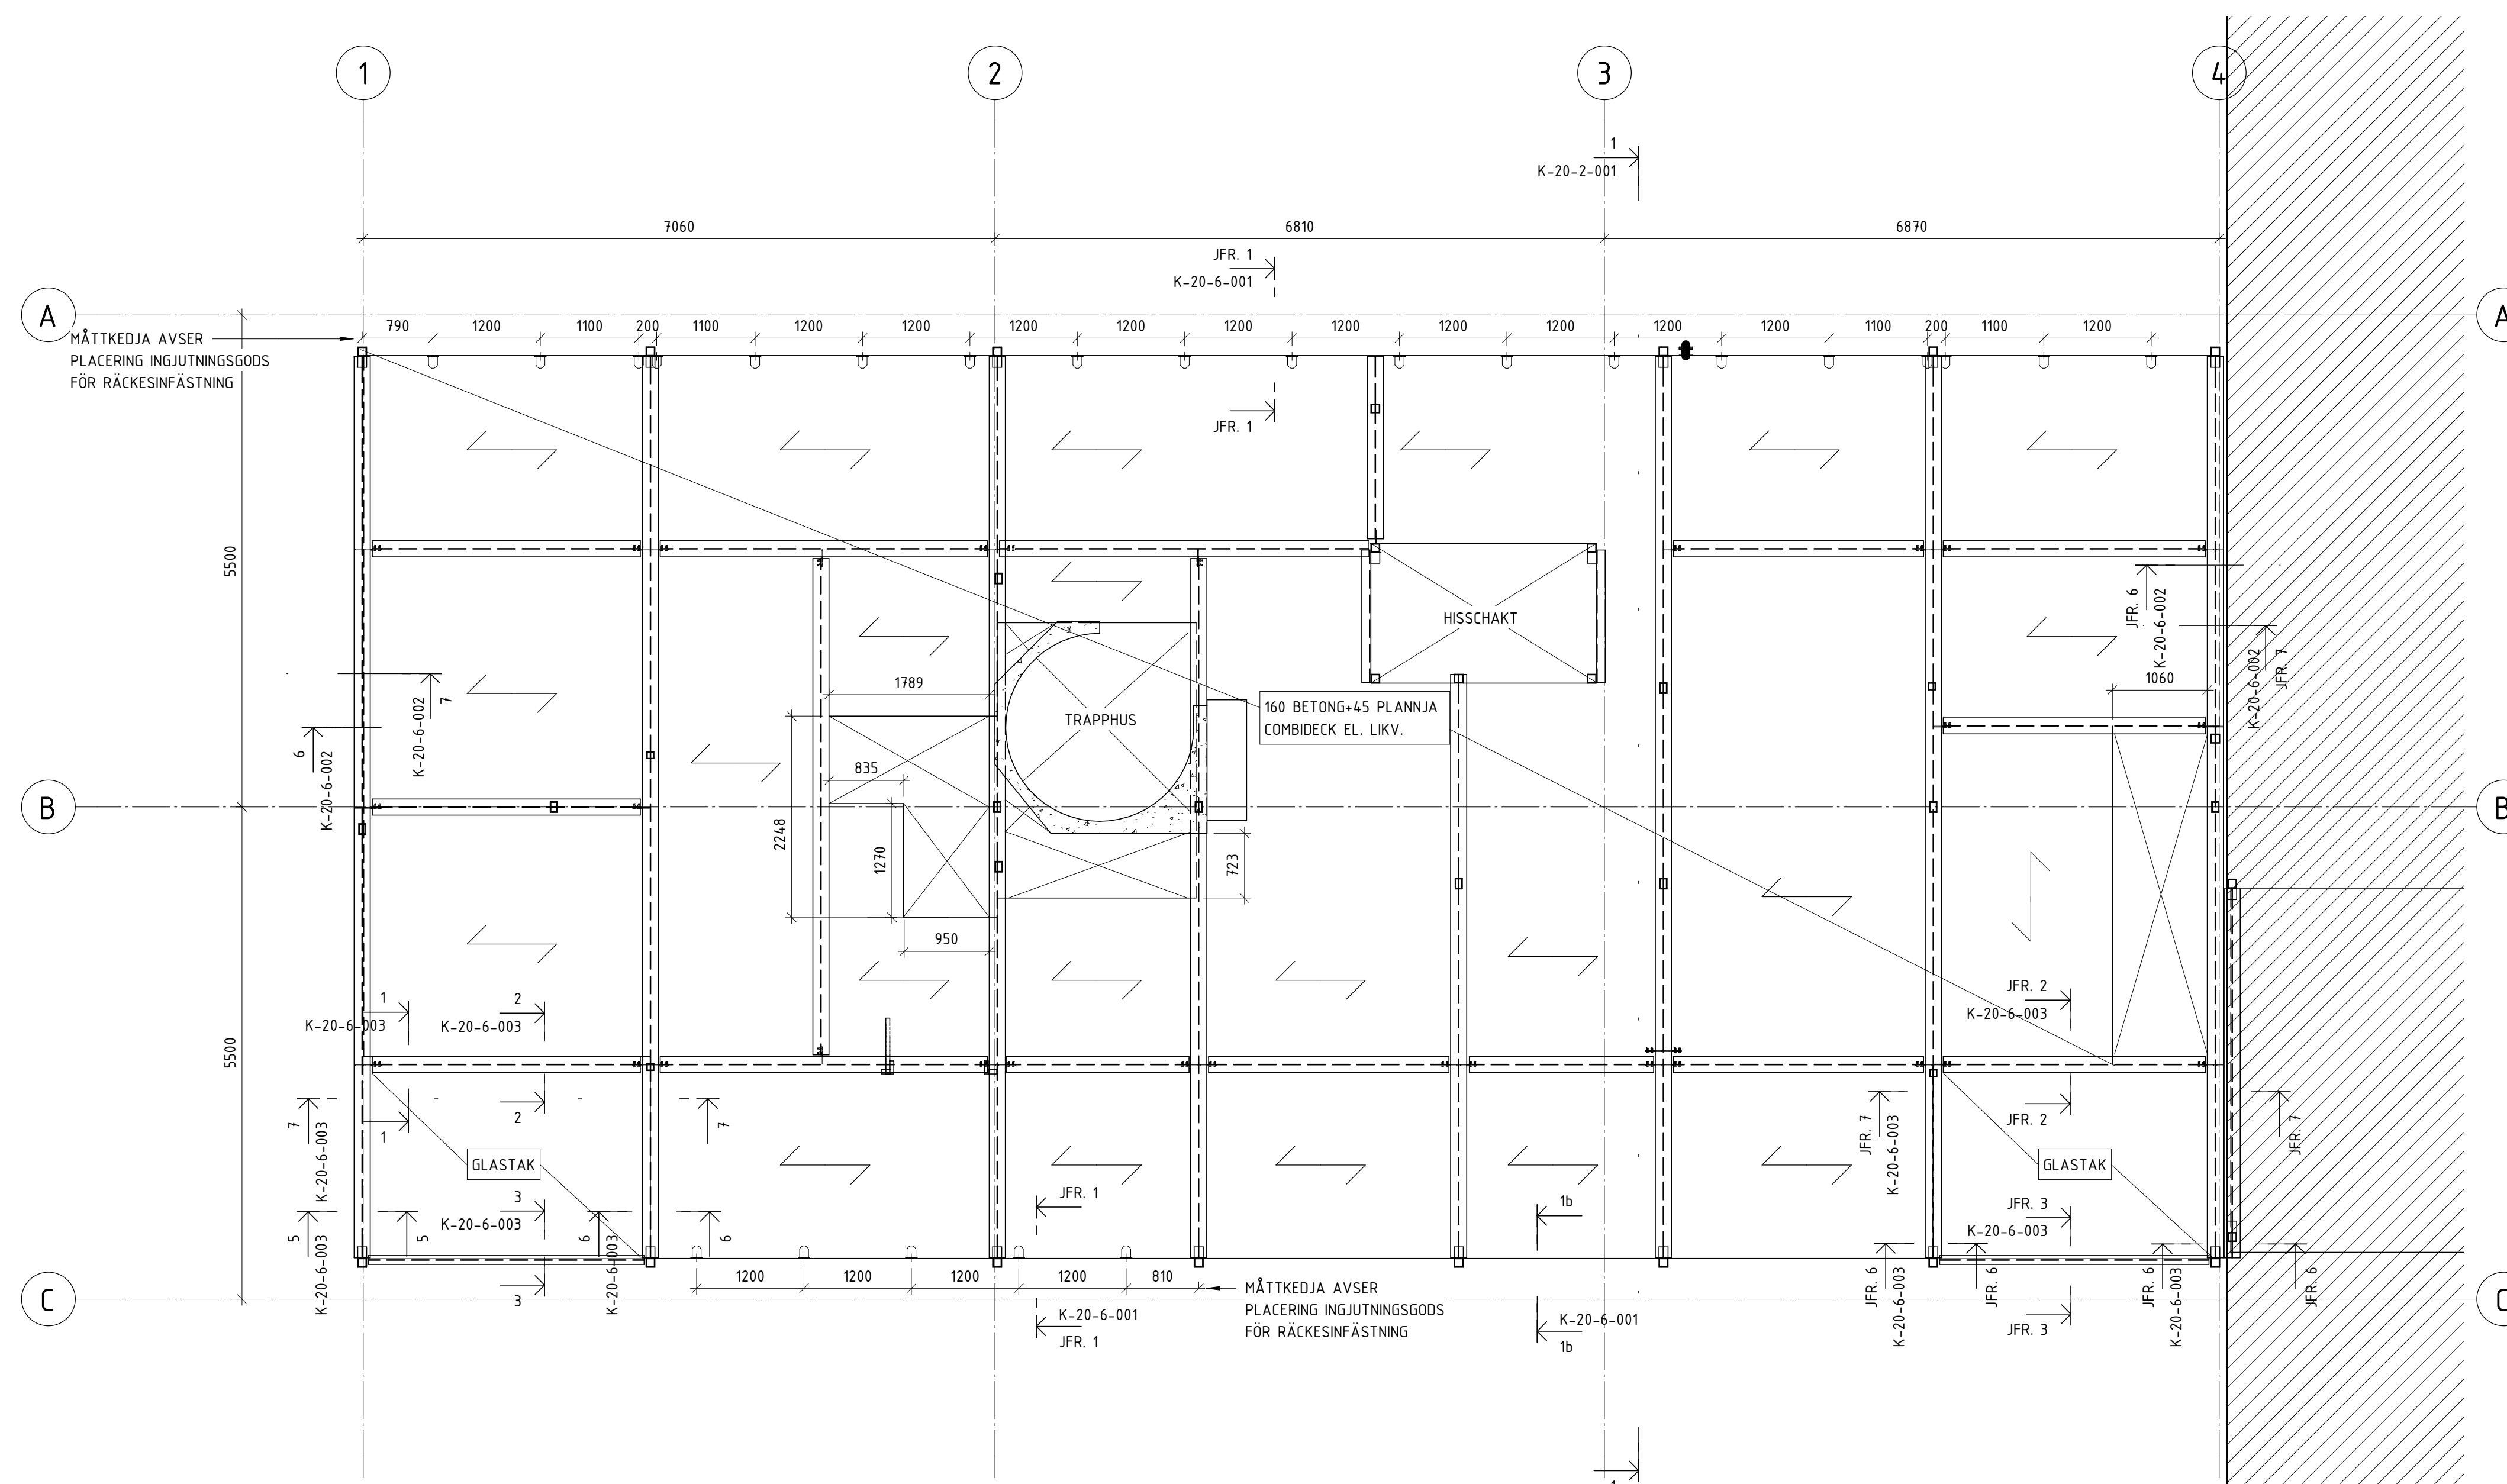 1
2
3
4
1
K-20-2-001
7060
6810
6870
JFR. 1
K-20-6-001
A
A
790
1200
1100
200
1100
1200
1200
1200
1200
1200
1200
1200
1200
1200
1200
1100
200
1100
1200
MÅTTKEDJA AVSER
PLACERING INGJUTNINGSGODS
FÖR RÄCKESINFÄSTNING
JFR. 1
5500
HISSCHAKT
JFR. 6
K-20-6-002
K-20-6-002
JFR. 7
1789
1060
K-20-6-002
7
160 BETONG+45 PLANNJA
COMBIDECK EL. LIKV.
TRAPPHUS
6
K-20-6-002
835
B
B
2248
1270
723
950
1
K-20-6-003
2
K-20-6-003
JFR. 2
K-20-6-003
5500
1
2
JFR. 2
7
K-20-6-003
7
JFR. 7
K-20-6-003
JFR. 7
GLASTAK
GLASTAK
3
K-20-6-003
JFR. 1
1b
JFR. 3
K-20-6-003
5
K-20-6-003
5
6
K-20-6-003
6
JFR. 6
K-20-6-003
JFR. 6
JFR. 6
K-20-6-003
JFR. 6
1200
1200
1200
1200
810
MÅTTKEDJA AVSER
PLACERING INGJUTNINGSGODS
FÖR RÄCKESINFÄSTNING
C
3
K-20-6-001
JFR. 1
K-20-6-001
1b
JFR. 3